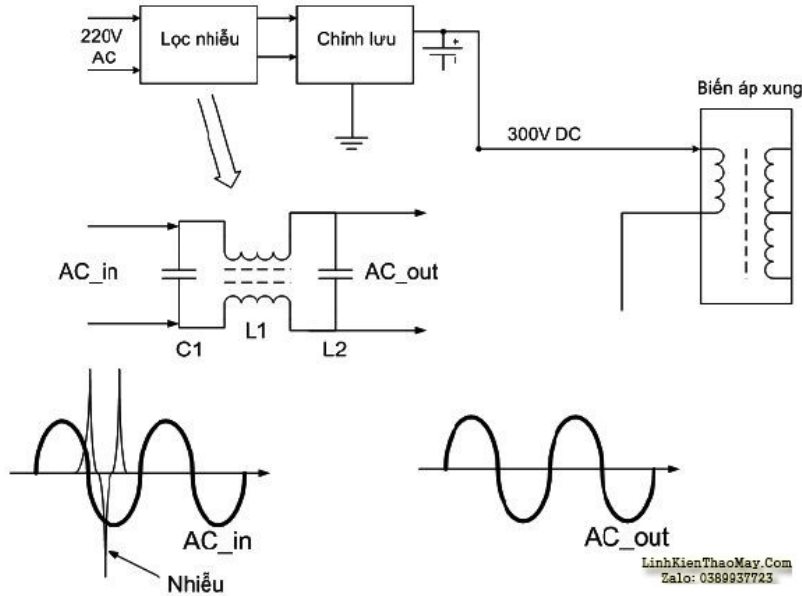 220V
AC
Lọc nhiễu
Chỉnh lưu
+
Biến áp xung
300V DC
AC_in
AC_out
C1
L1
L2
AC_in
Nhiễu
AC_out
LinhKienThaoMay.Com
Zalo: 0389937723